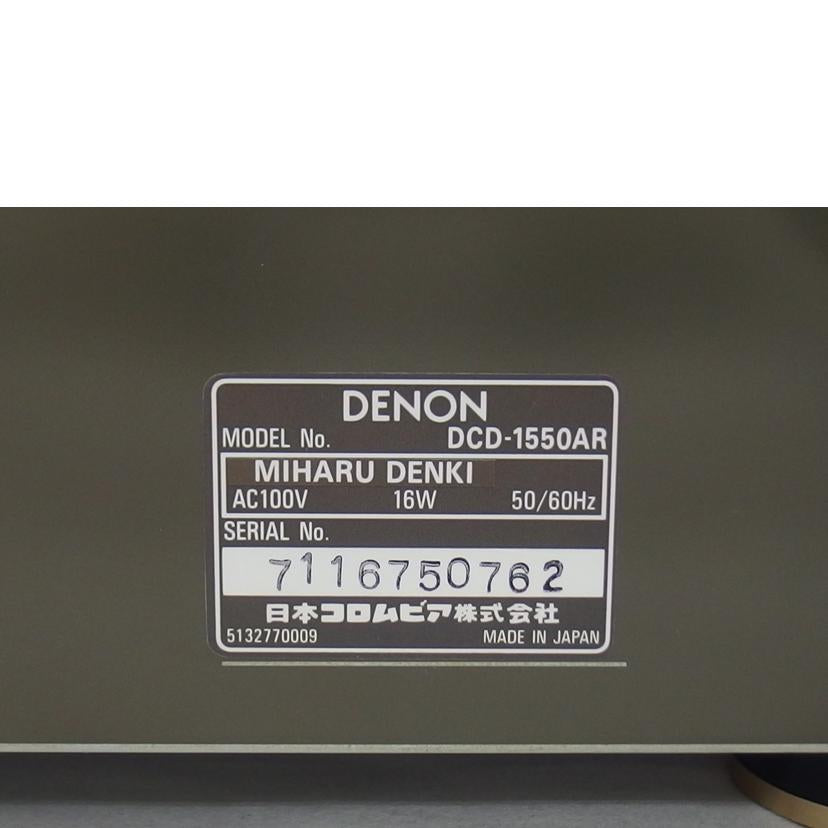 DENON
MODEL No. DCD-1550AR
MIHARU DENKI
AC100V 16W 50/60Hz
SERIAL No.
7116750762
日本コロムビア株式会社
5132770009 MADE IN JAPAN